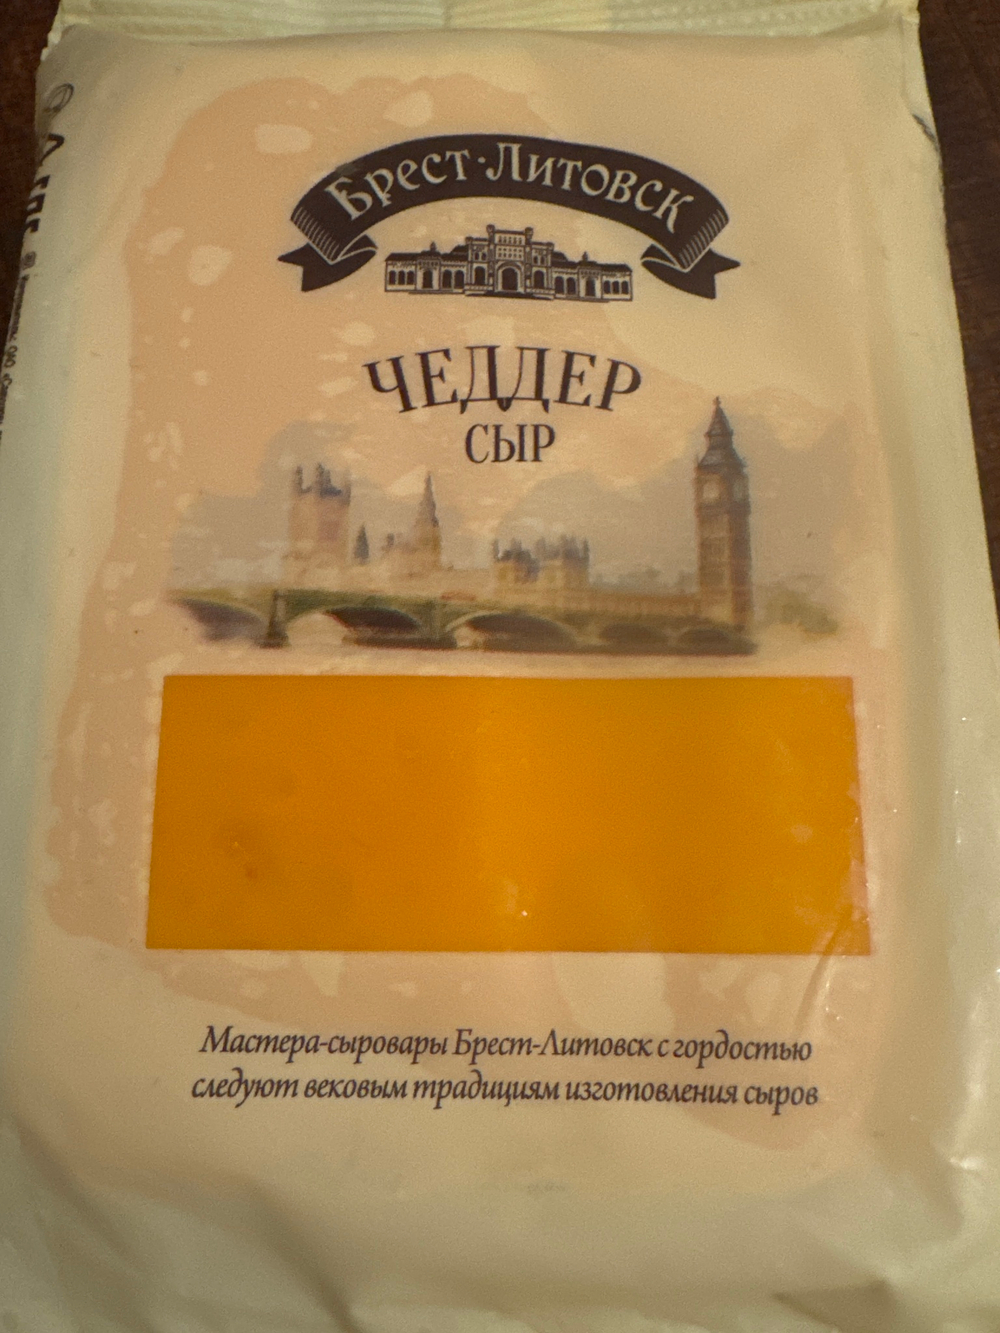 Брест-Литовск
ЧЕДДЕР
СЫР
Мастера-сыровары Брест-Литовск с гордостью
следуют вековым традициям изготовления сыров